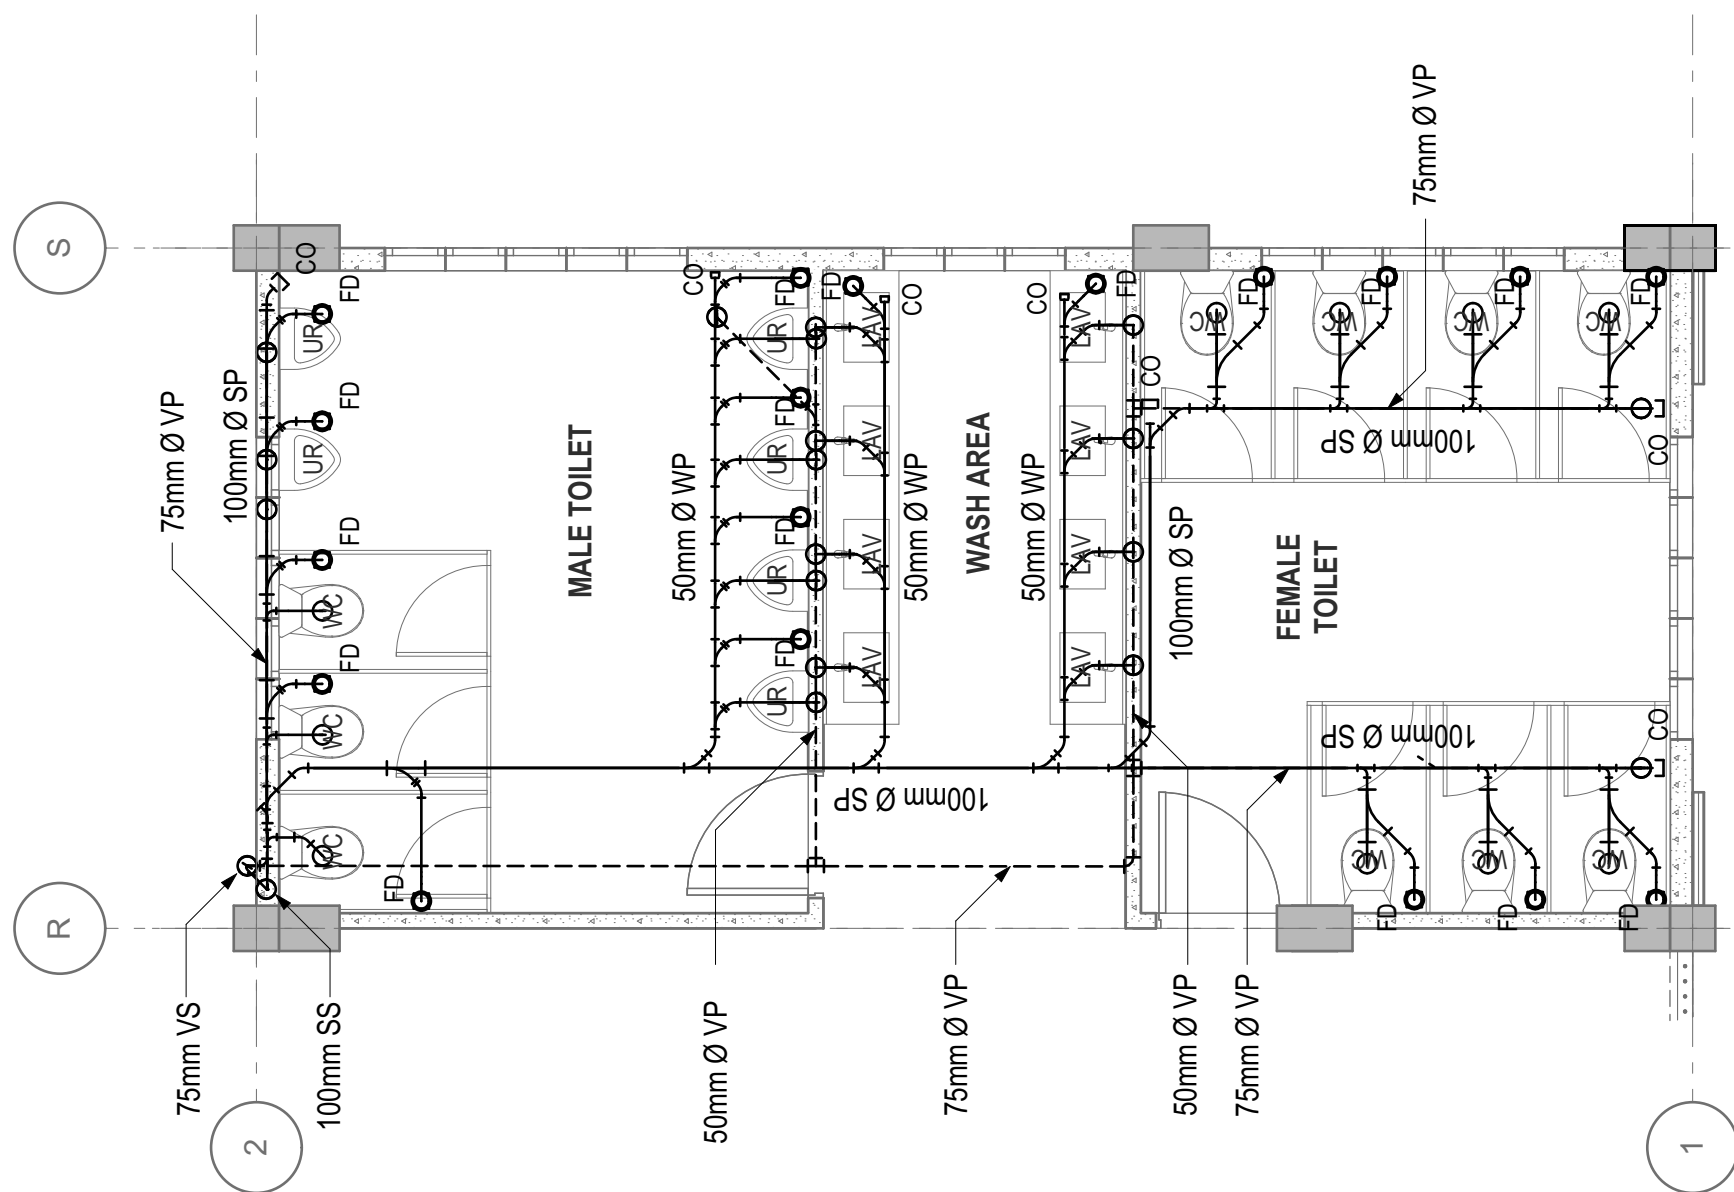 S
R
2
1
75mm Ø VP
100mm Ø SP
CO
FD
UR
FD
UR
FD
WC
FD
WC
WC
FD
75mm VS
100mm SS
MALE TOILET
50mm Ø WP
CO
FD
UR
FD
UR
FD
UR
FD
UR
50mm Ø VP
FD
LAV
LAV
LAV
LAV
CO
50mm Ø WP
100mm Ø SP
WASH AREA
75mm Ø VP
50mm Ø WP
CO
FD
LAV
LAV
LAV
LAV
CO
100mm Ø SP
50mm Ø VP
75mm Ø VP
FEMALE
TOILET
75mm Ø VP
WC
FD
WC
FD
WC
FD
WC
FD
100mm Ø SP
CO
100mm Ø SP
CO
WC
FD
WC
FD
WC
FD